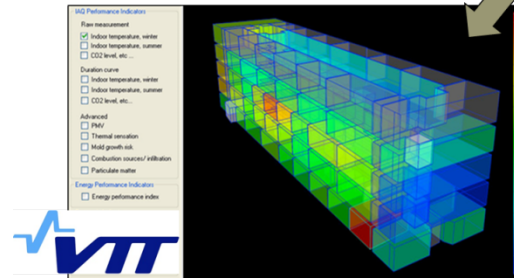 IAQ Performance Indicators
Raw measurement
Indoor temperature, winter
Indoor temperature, summer
CO2 level, etc...
Duration curve
Indoor temperature, winter
Indoor temperature, summer
CO2 level, etc...
Advanced
PMV
Thermal sensation
Mold growth risk
Combustion sources/ infiltration
Particulate matter
Energy Performance Indicators
Energy performance index
VTT